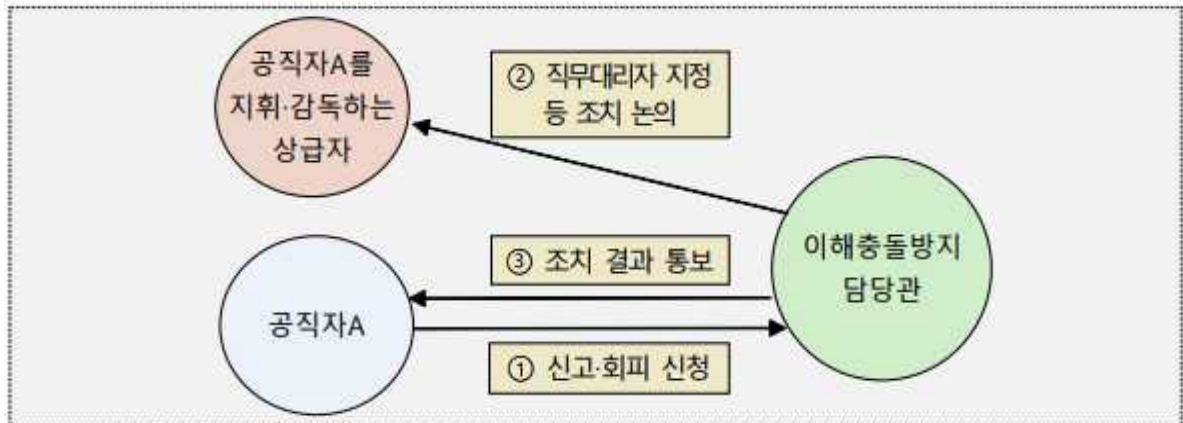 공직자A를
지휘·감독하는
상급자
② 직무대리자 지정
등 조치 논의
이해충돌방지
담당관
③ 조치 결과 통보
공직자A
① 신고·회피 신청